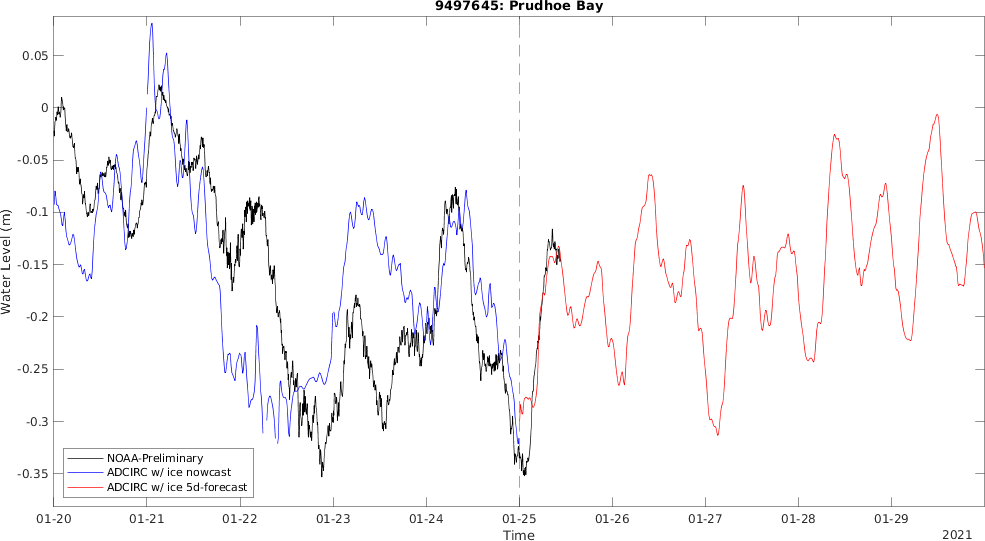 9497645: Prudhoe Bay
Water Level (m)
0.05
0
-0.05
-0.1
-0.15
-0.2
-0.25
-0.3
-0.35
NOAA-Preliminary
ADCIRC w/ ice nowcast
ADCIRC w/ ice 5d-forecast
01-20 01-21 01-22 01-23 01-24 01-25 01-26 01-27 01-28 01-29
Time
2021